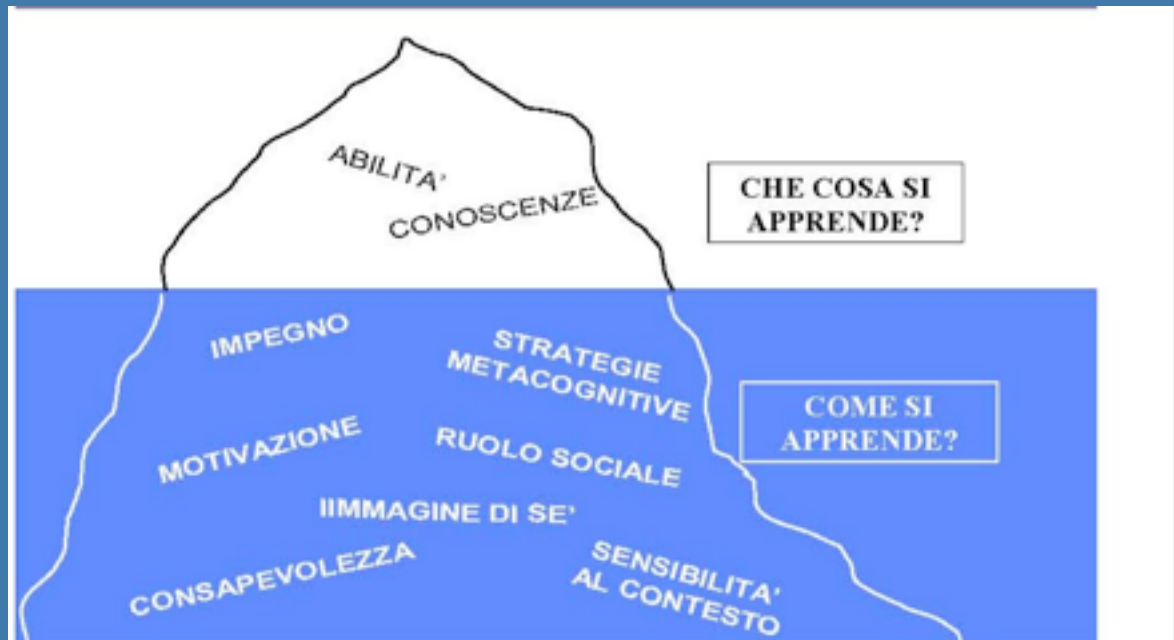 ABILITA'
CONOSCENZE
CHE COSA SI
APPRENDE?
IMPEGNO
STRATEGIE
METACOGNITIVE
COME SI
APPRENDE?
MOTIVAZIONE
RUOLO SOCIALE
IIMMAGINE DI SE'
CONSAPEVOLEZZA
SENSIBILITA'
AL CONTESTO